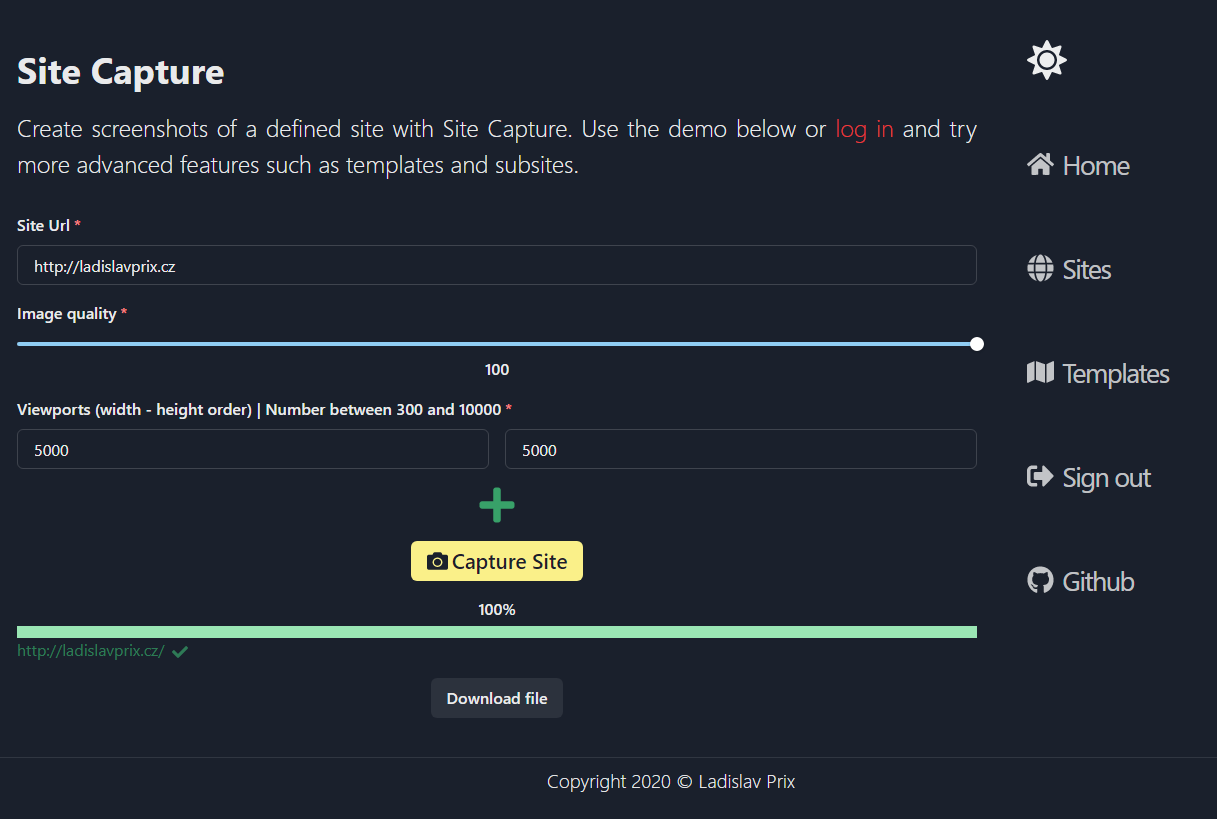 Site Capture
Create screenshots of a defined site with Site Capture. Use the demo below or log in and try
more advanced features such as templates and subsites.
Site Url *
http://ladislavprix.cz
Image quality *
100
Viewports (width - height order) | Number between 300 and 10000 *
5000 5000
Capture Site
100%
http://ladislavprix.cz/
Download file
Home
Sites
Templates
Sign out
Github
Copyright 2020 © Ladislav Prix